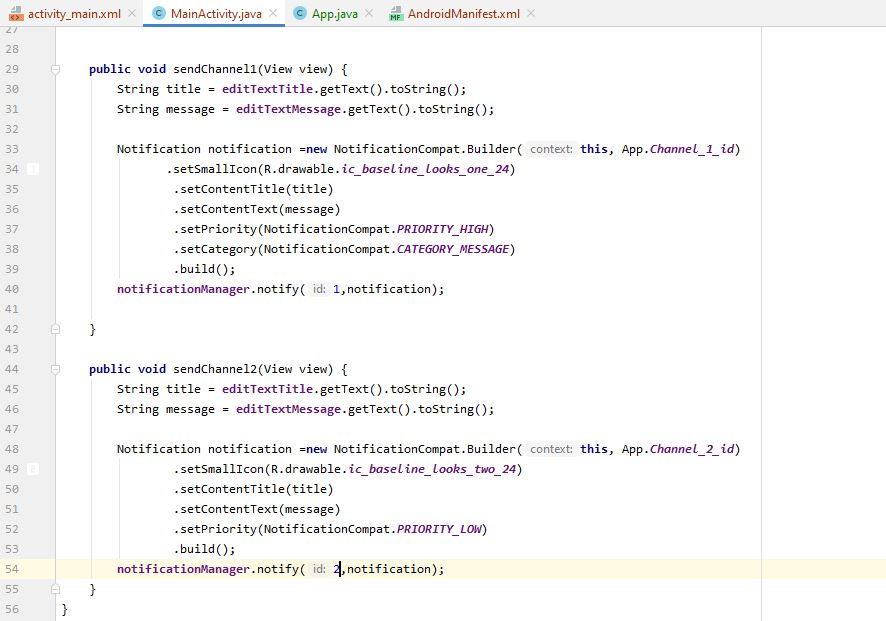 activity_main.xml MainActivity.java App.java AndroidManifest.xml
27
28
29 public void sendChannel1(View view) {
30 String title = editTextTitle.getText().toString();
31 String message = editTextMessage.getText().toString();
32
33 Notification notification =new NotificationCompat.Builder( context: this, App.Channel_1_id)
34 .setSmallIcon(R.drawable.ic_baseline_looks_one_24)
35 .setContentTitle(title)
36 .setContentText(message)
37 .setPriority(NotificationCompat.PRIORITY_HIGH)
38 .setCategory(NotificationCompat.CATEGORY_MESSAGE)
39 .build();
40 notificationManager.notify( id: 1,notification);
41
42 }
43
44 public void sendChannel2(View view) {
45 String title = editTextTitle.getText().toString();
46 String message = editTextMessage.getText().toString();
47
48 Notification notification =new NotificationCompat.Builder( context: this, App.Channel_2_id)
49 .setSmallIcon(R.drawable.ic_baseline_looks_two_24)
50 .setContentTitle(title)
51 .setContentText(message)
52 .setPriority(NotificationCompat.PRIORITY_LOW)
53 .build();
54 notificationManager.notify( id: 2,notification);
55 }
56 }